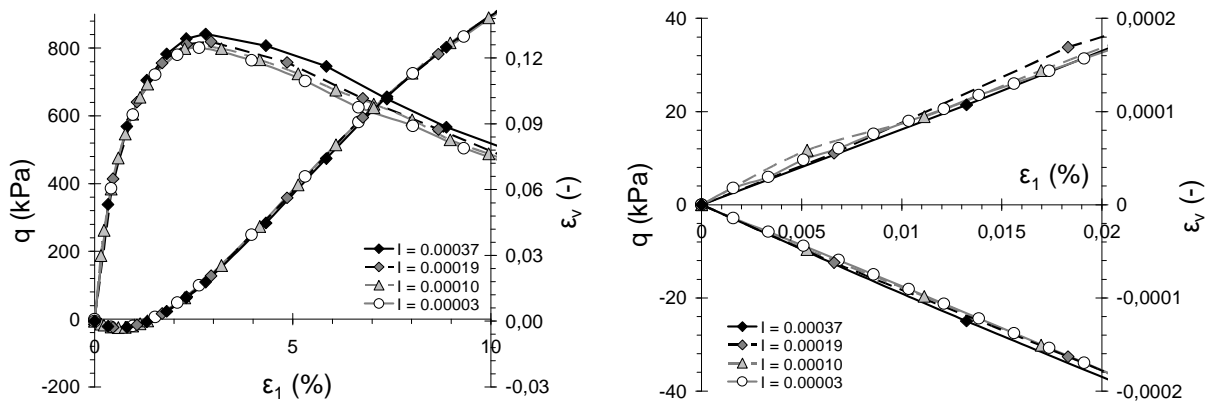 800
600
400
200
0
-200
q (kPa)
0,12
0,09
0,06
0,03
0,00
-0,03
εv (-)
I = 0.00037
I = 0.00019
I = 0.00010
I = 0.00003
0
5
10
ε1 (%)
40
20
0
-20
-40
q (kPa)
0,0002
0,0001
0
-0,0001
-0,0002
εv (-)
ε1 (%)
0
0,005
0,01
0,015
0,02
I = 0.00037
I = 0.00019
I = 0.00010
I = 0.00003